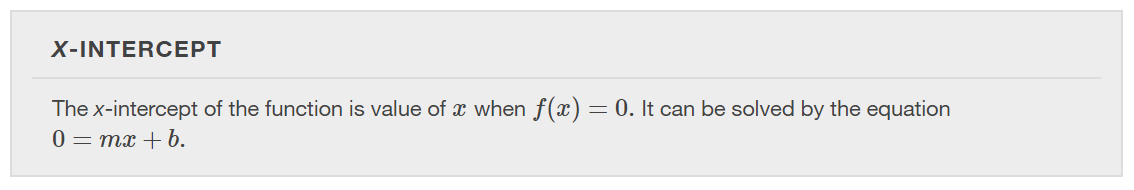 X-INTERCEPT
The x-intercept of the function is value of x when f(x) = 0. It can be solved by the equation
0 = mx + b.